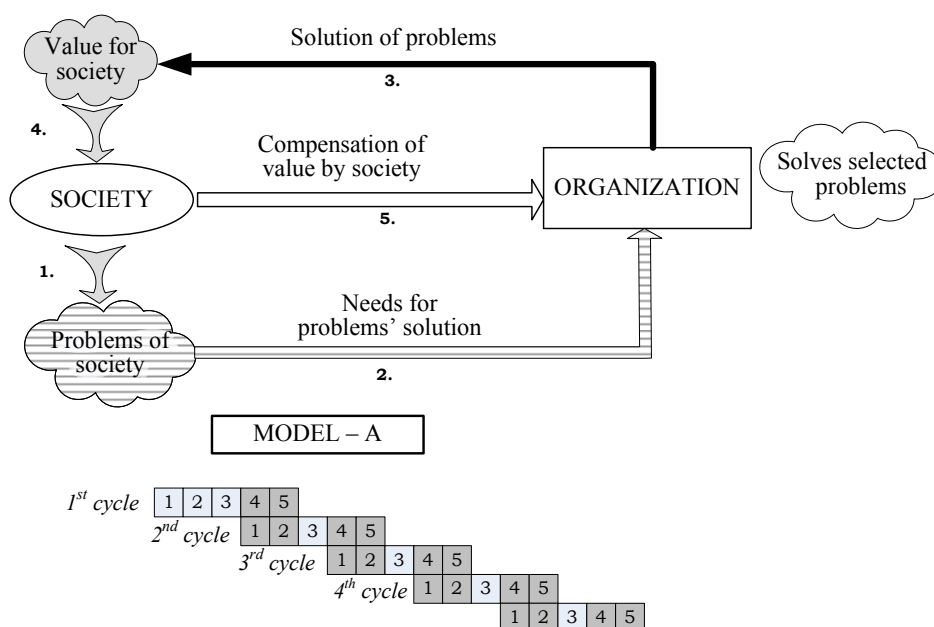 Value for
society
Solution of problems
3.
4.
Compensation of
value by society
SOCIETY
5.
ORGANIZATION
Solves selected
problems
1.
Needs for
problems’ solution
Problems of
society
2.
MODEL – A
1st cycle 1 2 3 4 5
2nd cycle 1 2 3 4 5
3rd cycle 1 2 3 4 5
4th cycle 1 2 3 4 5
1 2 3 4 5